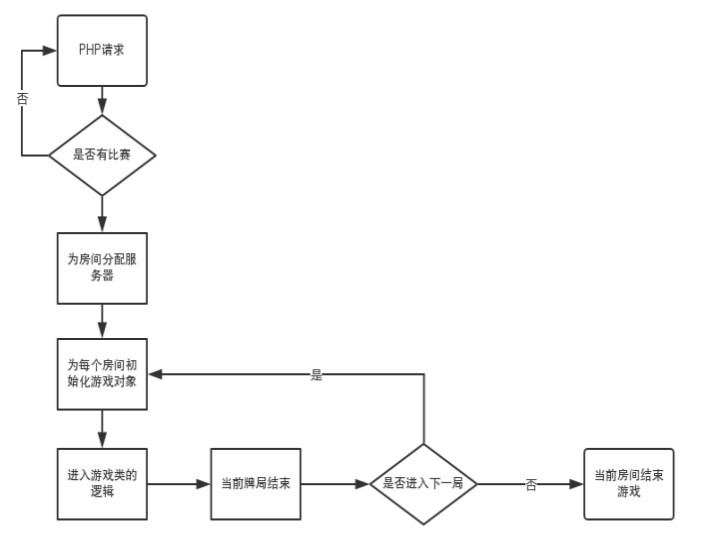 PHP请求
否
是否有比赛
为房间分配服
务器
为每个房间初
始化游戏对象
是
进入游戏类的
逻辑
当前牌局结束
是否进入下一局
否
当前房间结束
游戏